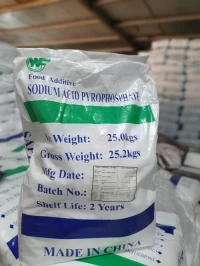 WF
Food Additive
SODIUM ACID PYROPHOSPHATE
Net Weight: 25.0kgs
Gross Weight: 25.2kgs
Mfg Date:
Batch No.:
Shelf Life: 2 Years
MADE IN CHINA